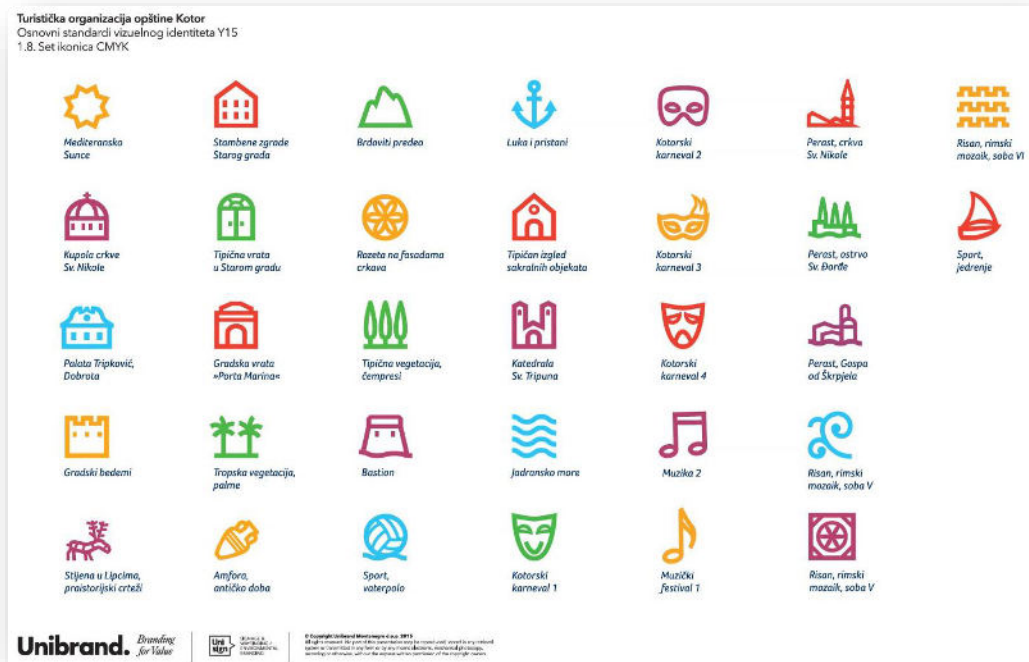 Turistička organizacija opštine Kotor
Osnovni standardi vizuelnog identiteta Y15
1.8. Set ikonica CMYK
Mediteransko
Sunce
Stambene zgrade
Starog grada
Brdoviti predeo
Luka i pristani
Kotorski
karneval 2
Perast, crkva
Sv. Nikole
Risan, rimski
mozaik, soba VI
Kupola crkve
Sv. Nikole
Tipična vrata
u Starom gradu
Rozeta na fasadama
crkava
Tipičan izgled
sakralnih objekata
Kotorski
karneval 3
Perast, ostrvo
Sv. Đorđe
Sport,
jedrenje
Palata Tripković,
Dobrota
Gradska vrata
»Porta Marina«
Tipična vegetacija,
čempresi
Katedrala
Sv. Tripuna
Kotorski
karneval 4
Perast, Gospa
od Škrpjela
Gradski bedemi
Tropska vegetacija,
palme
Bastion
Jadransko more
Muzika 2
Risan, rimski
mozaik, soba V
Stijena u Lipcima,
praistorijski crteži
Amfora,
antičko doba
Sport,
vaterpolo
Kotorski
karneval 1
Muzički
festival 1
Risan, rimski
mozaik, soba V
Unibrand. Branding
for Value
Uni
sign
© Copyright Unibrand Montenegro d.o.o. 2015